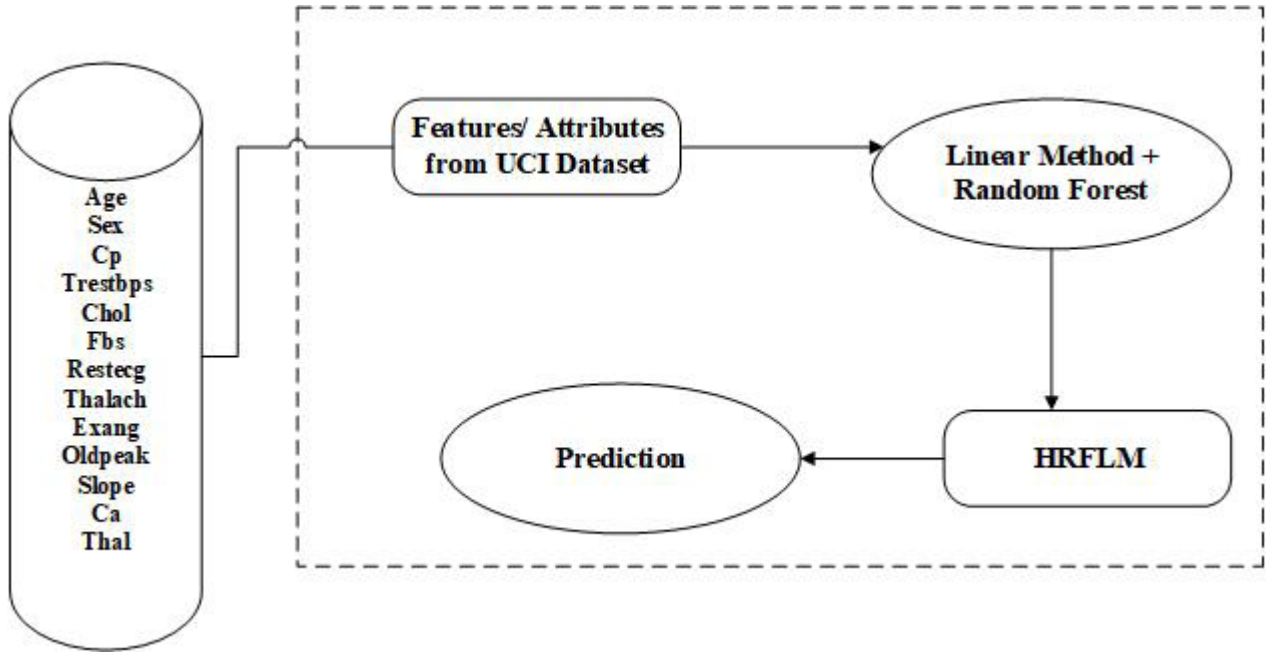 Age
Sex
Cp
Trestbps
Chol
Fbs
Restecg
Thalach
Exang
Oldpeak
Slope
Ca
Thal
Features/ Attributes
from UCI Dataset
Linear Method +
Random Forest
HRFLM
Prediction